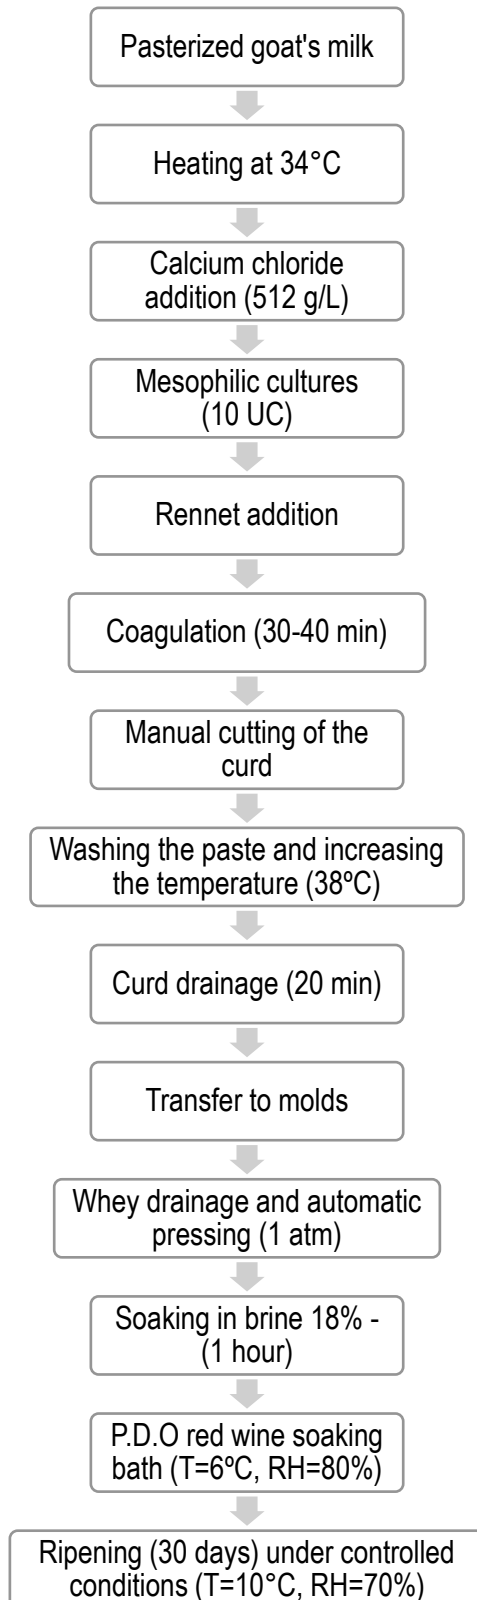 Pasterized goat's milk
Heating at 34°C
Calcium chloride
addition (512 g/L)
Mesophilic cultures
(10 UC)
Rennet addition
Coagulation (30-40 min)
Manual cutting of the
curd
Washing the paste and increasing
the temperature (38ºC)
Curd drainage (20 min)
Transfer to molds
Whey drainage and automatic
pressing (1 atm)
Soaking in brine 18% -
(1 hour)
P.D.O red wine soaking
bath (T=6ºC, RH=80%)
Ripening (30 days) under controlled
conditions (T=10°C, RH=70%)